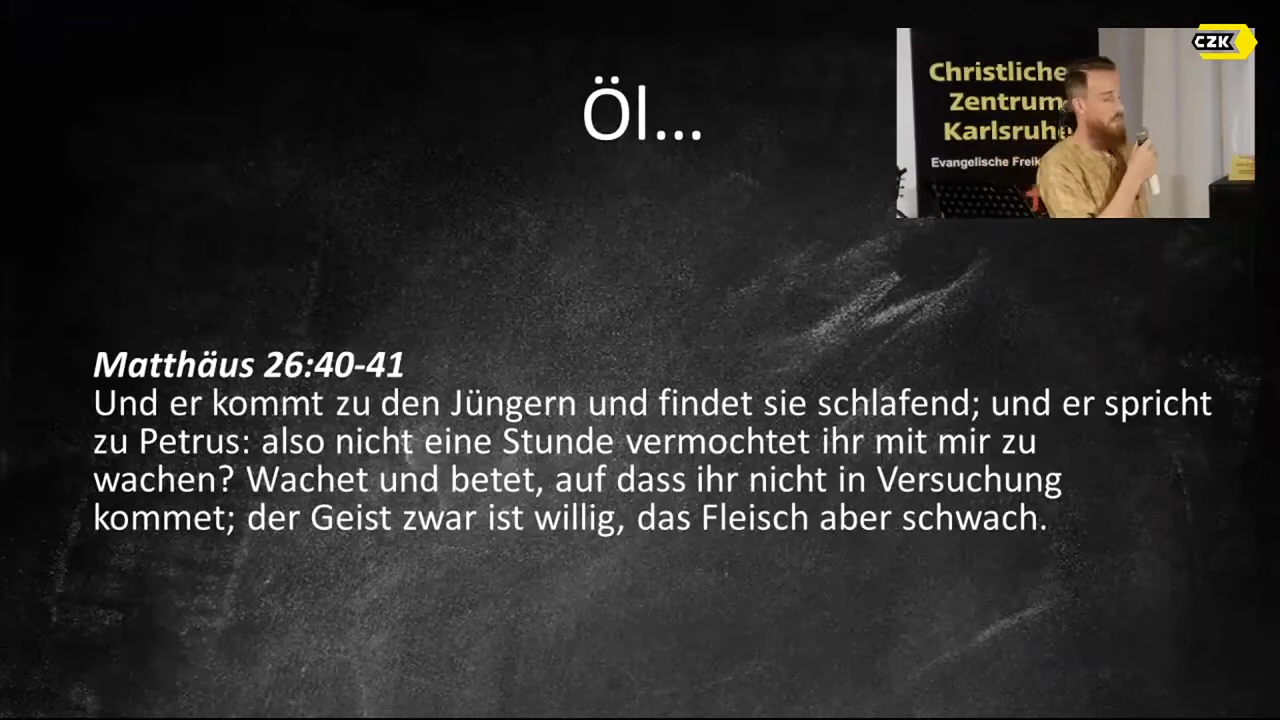 Öl...
CZK
Christliche
Zentrum
Karlsruhe
Evangelische
Matthäus 26:40-41
Und er kommt zu den Jüngern und findet sie schlafend; und er spricht
zu Petrus: also nicht eine Stunde vermochtet ihr mit mir zu
wachen? Wachet und betet, auf dass ihr nicht in Versuchung
kommet; der Geist zwar ist willig, das Fleisch aber schwach.